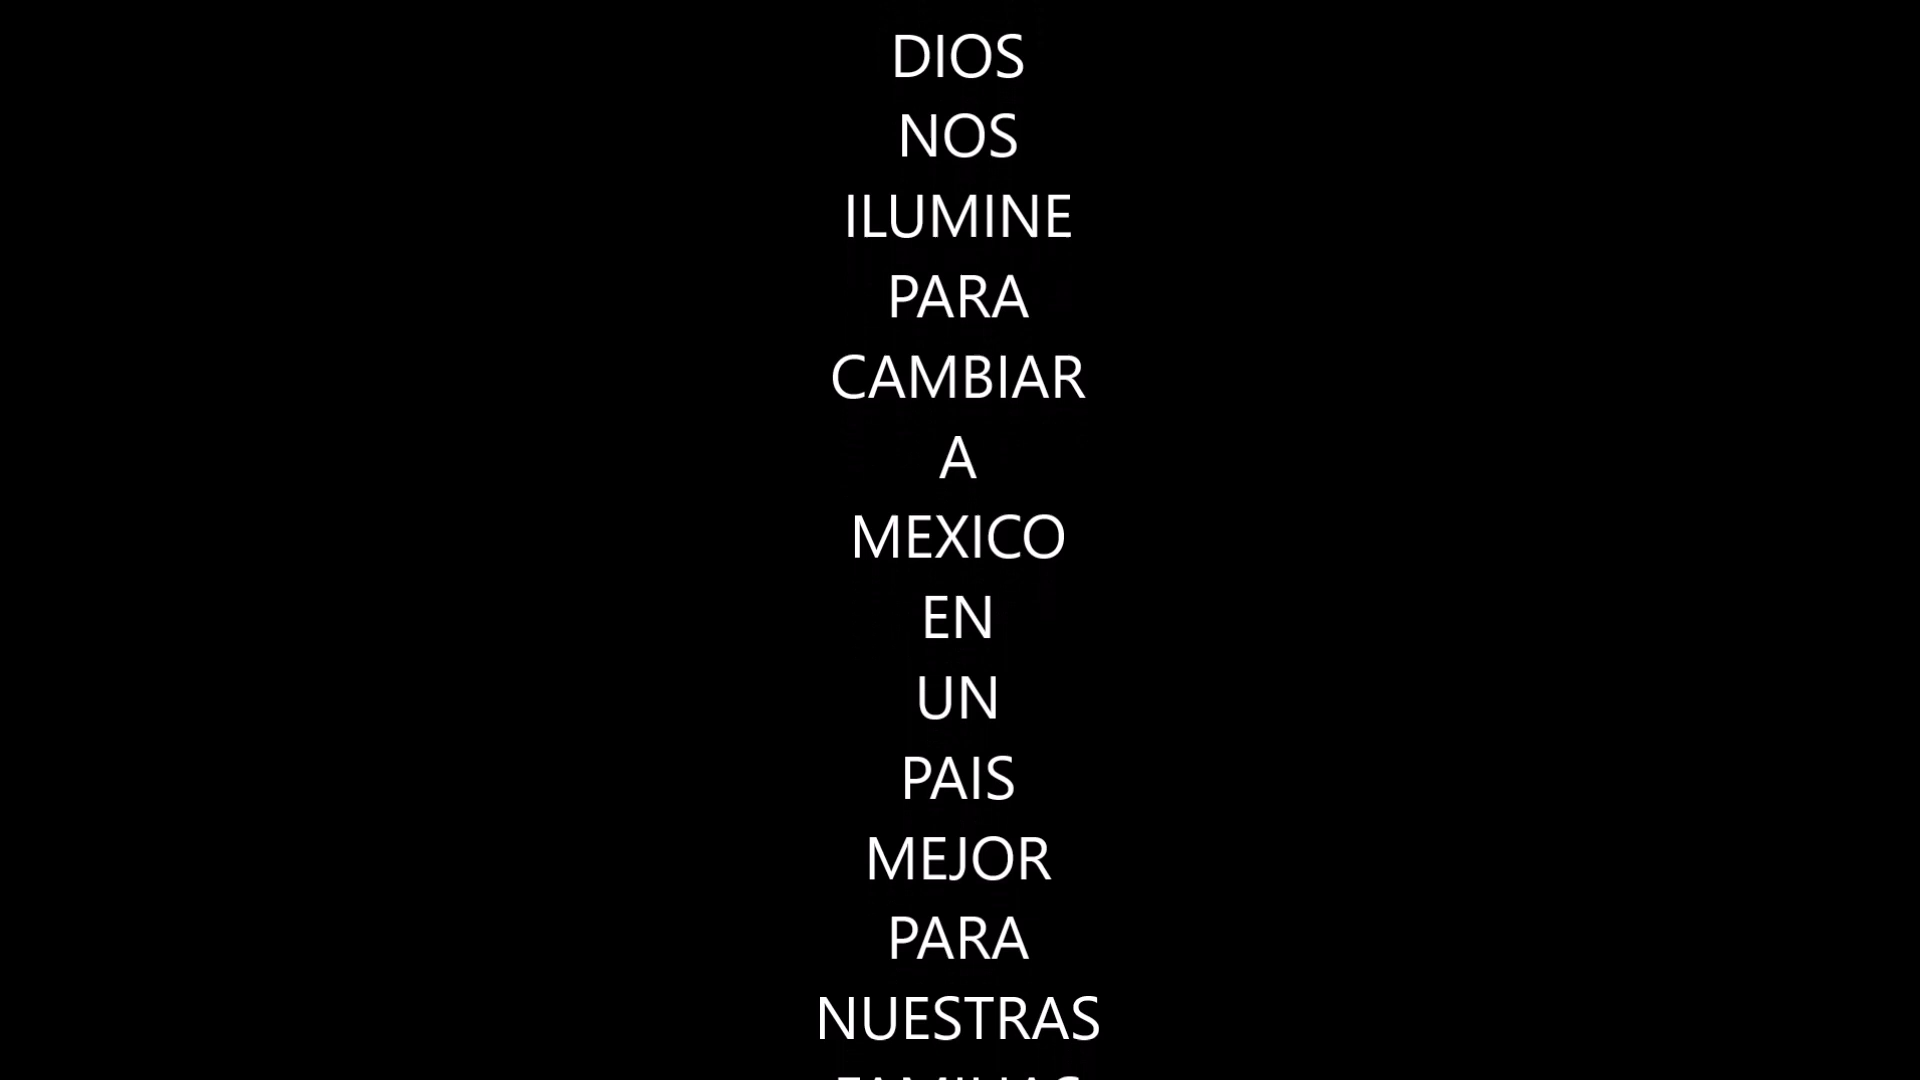 DIOS
NOS
ILUMINE
PARA
CAMBIAR
A
MEXICO
EN
UN
PAIS
MEJOR
PARA
NUESTRAS